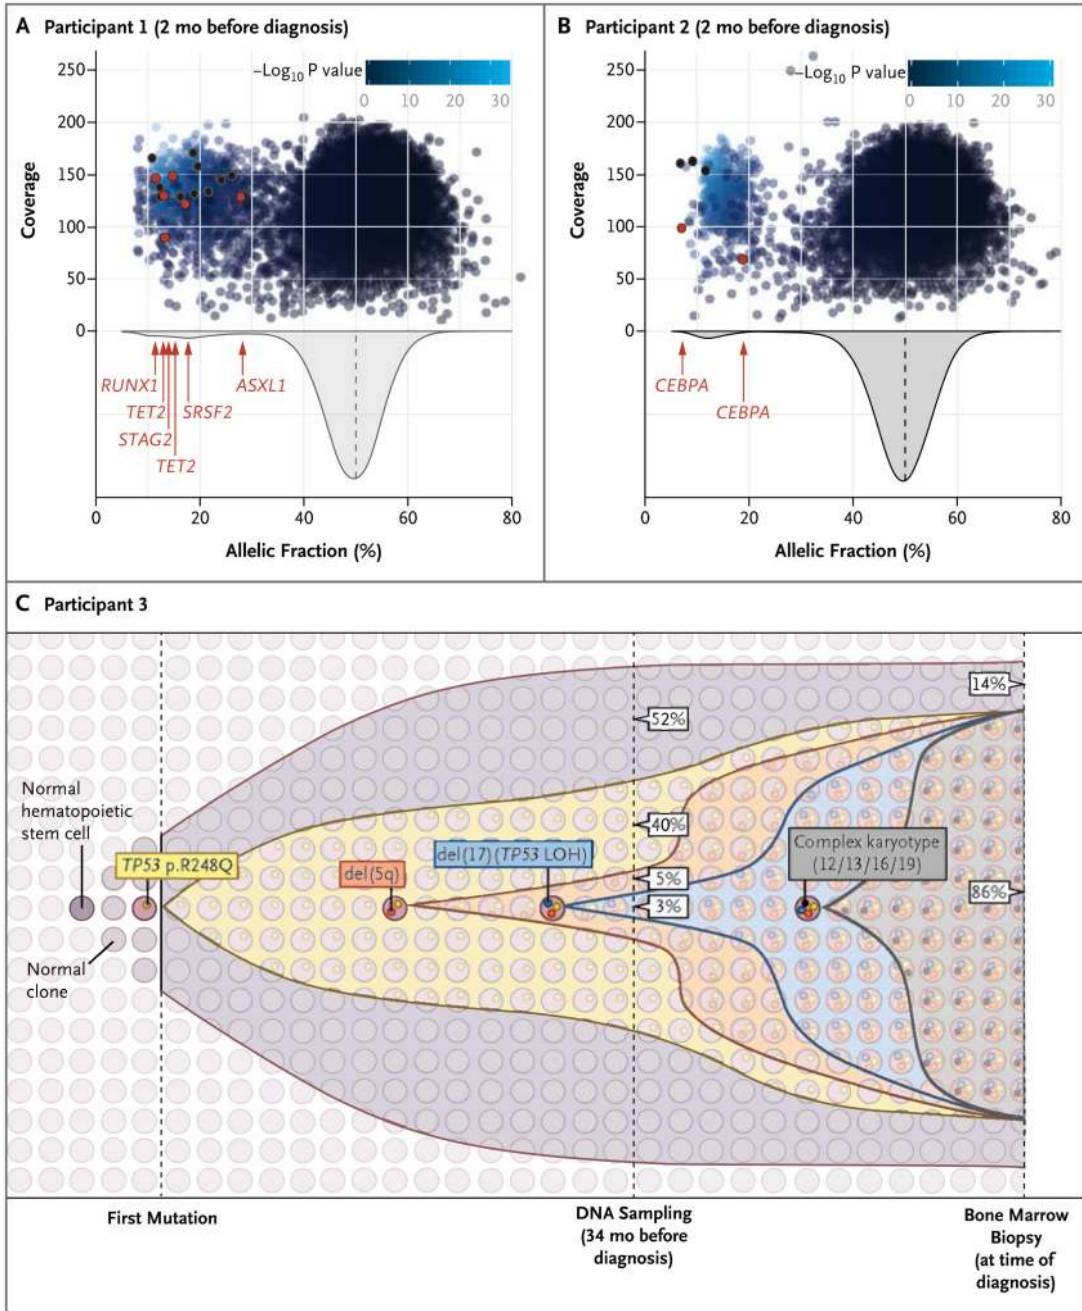 A Participant 1 (2 mo before diagnosis)
–Log10 P value
0 10 20 30
250
200
150
100
50
0
Coverage
RUNX1
ASXL1
TET2
SRSF2
STAG2
TET2
0 20 40 60 80
Allelic Fraction (%)
B Participant 2 (2 mo before diagnosis)
–Log10 P value
0 10 20 30
250
200
150
100
50
0
Coverage
CEBPA
CEBPA
0 20 40 60 80
Allelic Fraction (%)
C Participant 3
14%
52%
Normal
hematopoietic
stem cell
40%
TP53 p.R248Q
del(5q)
del(17)(TP53 LOH)
Complex karyotype
(12/13/16/19)
5%
3%
86%
Normal
clone
First Mutation
DNA Sampling
(34 mo before
diagnosis)
Bone Marrow
Biopsy
(at time of
diagnosis)